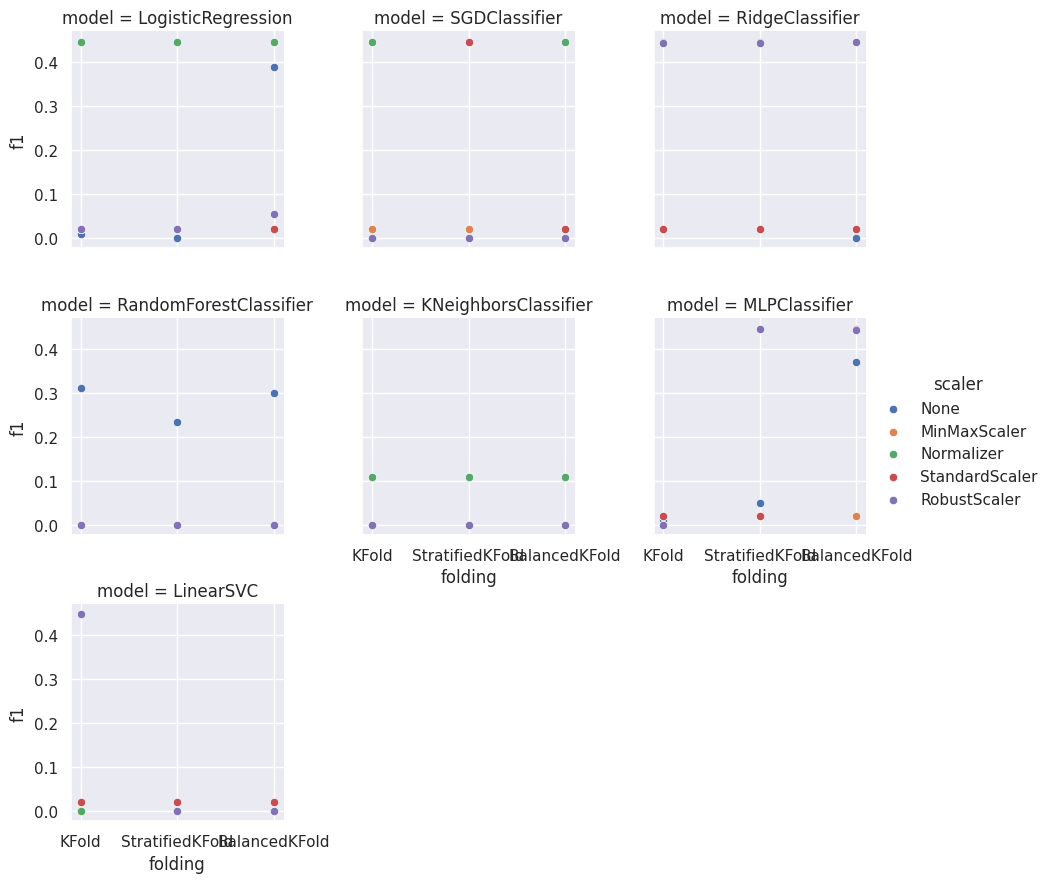 model = LogisticRegression
model = SGDClassifier
model = RidgeClassifier
f1
0.4
0.3
0.2
0.1
0.0
model = RandomForestClassifier
model = KNeighborsClassifier
model = MLPClassifier
f1
0.4
0.3
0.2
0.1
0.0
KFold
StratifiedKFold
BalancedKFold
folding
KFold
StratifiedKFold
BalancedKFold
folding
scaler
None
MinMaxScaler
Normalizer
StandardScaler
RobustScaler
model = LinearSVC
f1
0.4
0.3
0.2
0.1
0.0
KFold
StratifiedKFold
BalancedKFold
folding